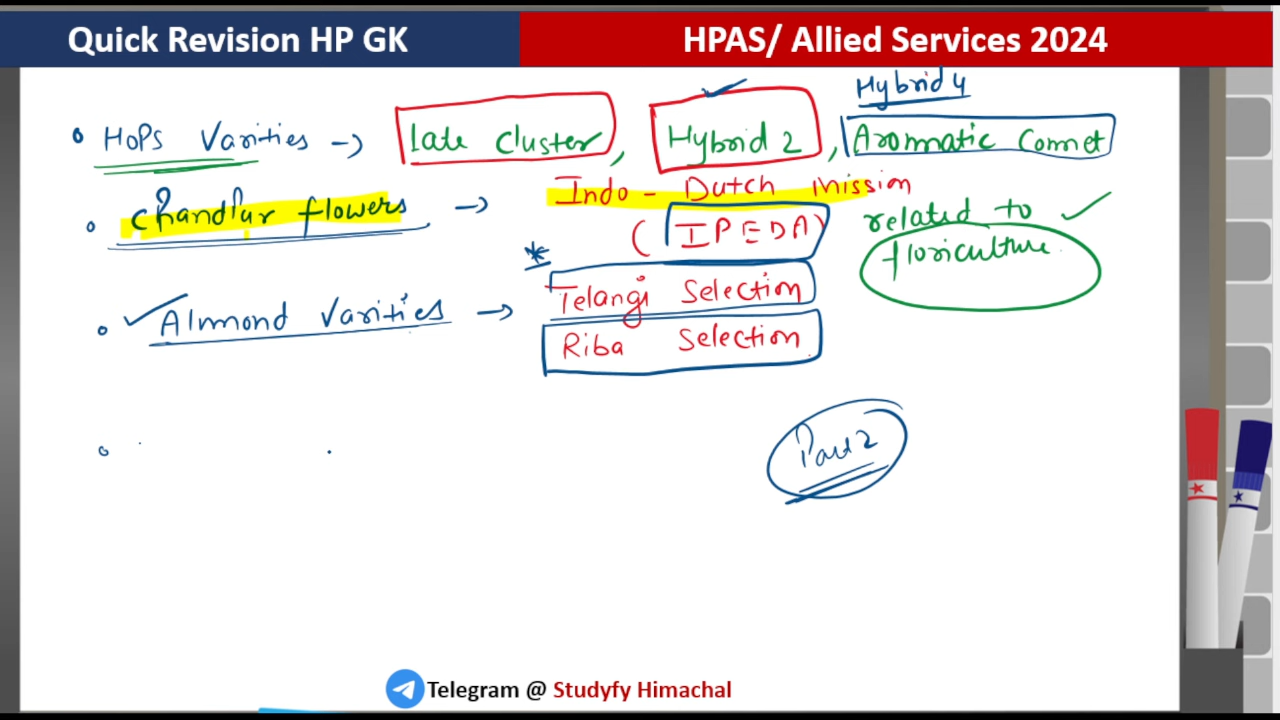 Quick Revision HP GK
HPAS/ Allied Services 2024
Hybrid 4
HoPs Varities -> late cluster, Hybrid 2, Aromatic Comet
Chandpur flowers -> Indo - Dutch mission
(IPEDA) related to
floriculture
Almond Varities -> Telangi Selection
Riba Selection
Part 2
Telegram @ Studyfy Himachal